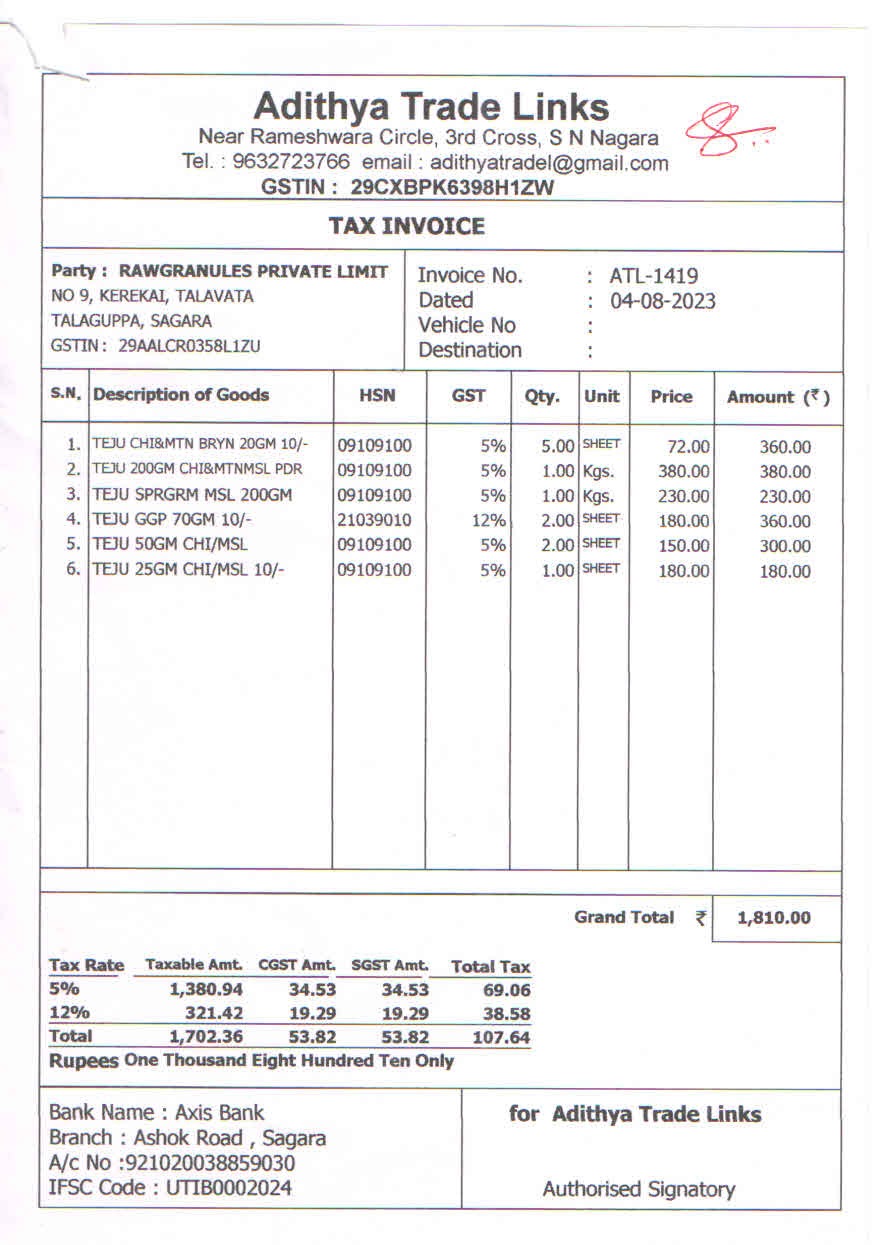 Adithya Trade Links
Near Rameshwara Circle, 3rd Cross, S N Nagara
Tel. : 9632723766 email : adithyatradel@gmail.com
GSTIN : 29CXBPK6398H1ZW
TAX INVOICE
Party : RAWGRANULES PRIVATE LIMIT
NO 9, KEREKAI, TALAVATA
TALAGUPPA, SAGARA
GSTIN : 29AALCR0358L1ZU
Invoice No. : ATL-1419
Dated : 04-08-2023
Vehicle No :
Destination :
S.N. Description of Goods HSN GST Qty. Unit Price Amount (₹)
1. TEJU CHI&MTN BRYN 20GM 10/- 09109100 5% 5.00 SHEET 72.00 360.00
2. TEJU 200GM CHI&MTNMSL PDR 09109100 5% 1.00 Kgs. 380.00 380.00
3. TEJU SPRGRM MSL 200GM 09109100 5% 1.00 Kgs. 230.00 230.00
4. TEJU GGP 70GM 10/- 21039010 12% 2.00 SHEET 180.00 360.00
5. TEJU 50GM CHI/MSL 09109100 5% 2.00 SHEET 150.00 300.00
6. TEJU 25GM CHI/MSL 10/- 09109100 5% 1.00 SHEET 180.00 180.00
Grand Total ₹ 1,810.00
Tax Rate Taxable Amt. CGST Amt. SGST Amt. Total Tax
5% 1,380.94 34.53 34.53 69.06
12% 321.42 19.29 19.29 38.58
Total 1,702.36 53.82 53.82 107.64
Rupees One Thousand Eight Hundred Ten Only
Bank Name : Axis Bank
Branch : Ashok Road , Sagara
A/c No :921020038859030
IFSC Code : UTIB0002024
for Adithya Trade Links
Authorised Signatory